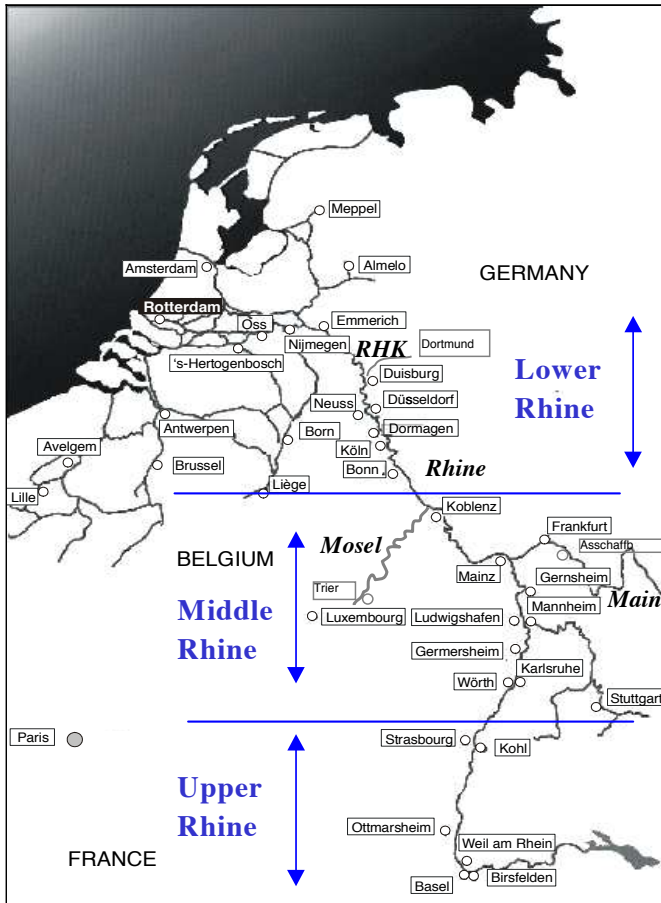 Meppel
Amsterdam
Almelo
GERMANY
Rotterdam
Oss
Emmerich
Nijmegen
RHK
Dortmund
's-Hertogenbosch
Duisburg
Lower
Rhine
Neuss
Düsseldorf
Antwerpen
Born
Dormagen
Köln
Avelgem
Brussel
Bonn
Rhine
Lille
Liège
Koblenz
Frankfurt
Mosel
Asschaffb
BELGIUM
Mainz
Gernsheim
Trier
Main
Middle
Rhine
Luxembourg
Ludwigshafen
Mannheim
Germersheim
Karlsruhe
Wörth
Stuttgart
Paris
Strasbourg
Kohl
Upper
Rhine
Ottmarsheim
Weil am Rhein
FRANCE
Basel
Birsfelden